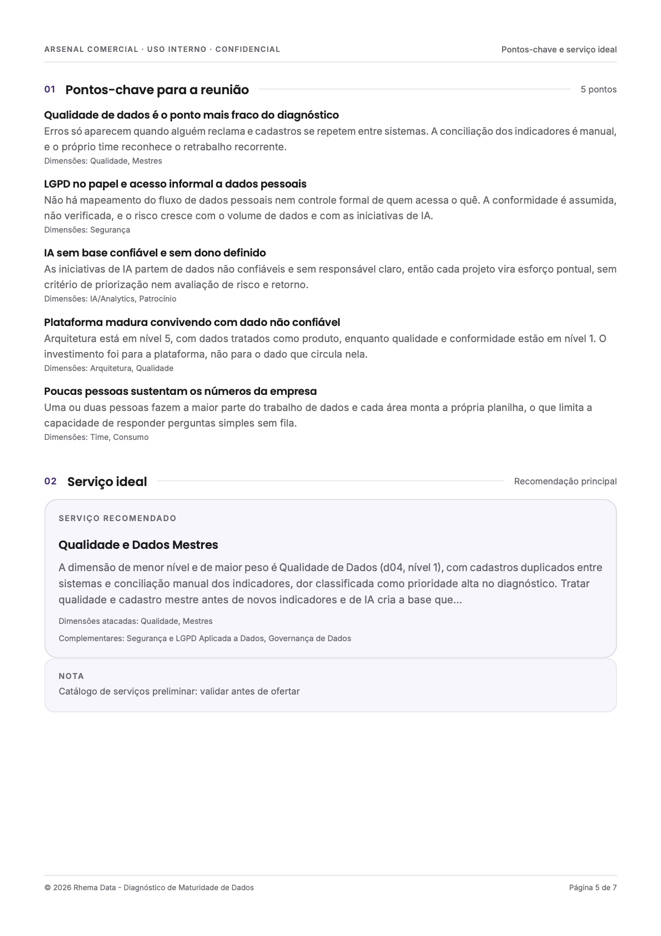 ARSENAL COMERCIAL · USO INTERNO · CONFIDENCIAL
Pontos-chave e serviço ideal
01 Pontos-chave para a reunião
5 pontos
Qualidade de dados é o ponto mais fraco do diagnóstico
Erros só aparecem quando alguém reclama e cadastros se repetem entre sistemas. A conciliação dos indicadores é manual,
e o próprio time reconhece o retrabalho recorrente.
Dimensões: Qualidade, Mestres
LGPD no papel e acesso informal a dados pessoais
Não há mapeamento do fluxo de dados pessoais nem controle formal de quem acessa o quê. A conformidade é assumida,
não verificada, e o risco cresce com o volume de dados e com as iniciativas de IA.
Dimensões: Segurança
IA sem base confiável e sem dono definido
As iniciativas de IA partem de dados não confiáveis e sem responsável claro, então cada projeto vira esforço pontual, sem
critério de priorização nem avaliação de risco e retorno.
Dimensões: IA/Analytics, Patrocínio
Plataforma madura convivendo com dado não confiável
Arquitetura está em nível 5, com dados tratados como produto, enquanto qualidade e conformidade estão em nível 1. O
investimento foi para a plataforma, não para o dado que circula nela.
Dimensões: Arquitetura, Qualidade
Poucas pessoas sustentam os números da empresa
Uma ou duas pessoas fazem a maior parte do trabalho de dados e cada área monta a própria planilha, o que limita a
capacidade de responder perguntas simples sem fila.
Dimensões: Time, Consumo
02 Serviço ideal
Recomendação principal
SERVIÇO RECOMENDADO
Qualidade e Dados Mestres
A dimensão de menor nível e de maior peso é Qualidade de Dados (d04, nível 1), com cadastros duplicados entre
sistemas e conciliação manual dos indicadores, dor classificada como prioridade alta no diagnóstico. Tratar
qualidade e cadastro mestre antes de novos indicadores e de IA cria a base que...
Dimensões atacadas: Qualidade, Mestres
Complementares: Segurança e LGPD Aplicada a Dados, Governança de Dados
NOTA
Catálogo de serviços preliminar: validar antes de ofertar
© 2026 Rhema Data - Diagnóstico de Maturidade de Dados
Página 5 de 7